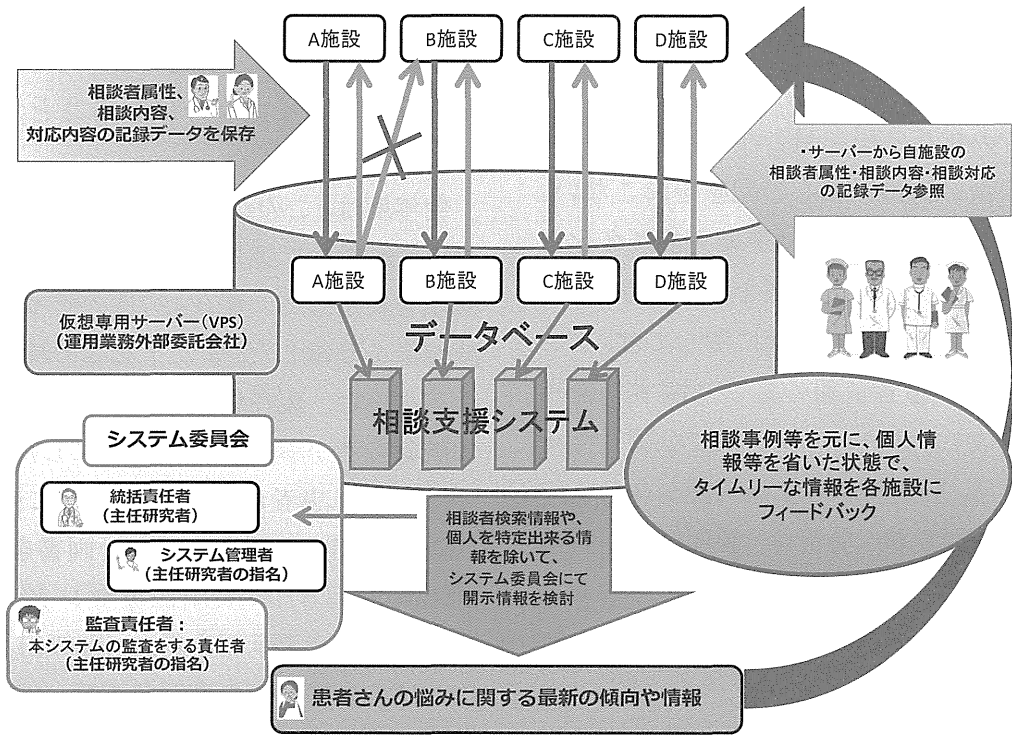 A施設
B施設
C施設
D施設
相談者属性、
相談内容、
対応内容の記録データを保存
・サーバーから自施設の
相談者属性・相談内容・相談対応
の記録データ参照
A施設
B施設
C施設
D施設
データベース
相談支援システム
仮想専用サーバー(VPS)
(運用業務外部委託会社)
システム委員会
統括責任者
(主任研究者)
システム管理者
(主任研究者の指名)
監査責任者:
本システムの監査をする責任者
(主任研究者の指名)
相談者検索情報や、
個人を特定出来る情
報を除いて、
システム委員会にて
開示情報を検討
相談事例等を元に、個人情
報等を省いた状態で、
タイムリーな情報を各施設に
フィードバック
患者さんの悩みに関する最新の傾向や情報